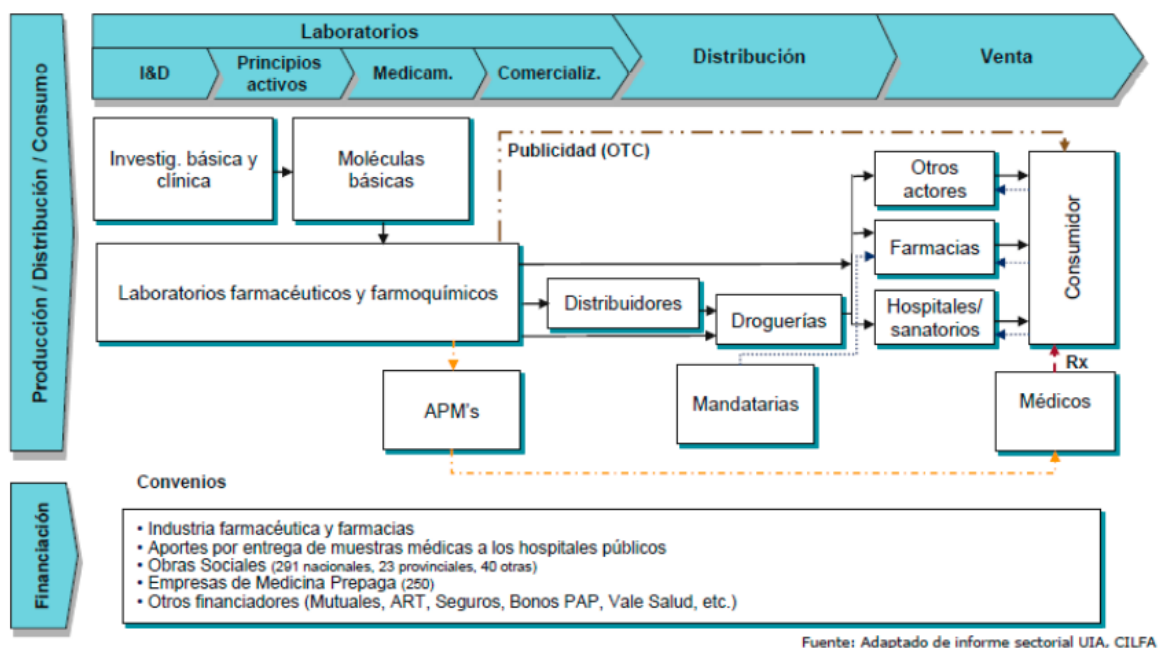 Producción / Distribución / Consumo
Laboratorios
Distribución
Venta
I&D
Principios
activos
Medicam.
Comercializ.
Investig. básica y
clínica
Moléculas
básicas
Publicidad (OTC)
Otros
actores
Consumidor
Farmacias
Laboratorios farmacéuticos y farmoquímicos
Distribuidores
Droguerías
Hospitales/
sanatorios
Rx
APM's
Mandatarias
Médicos
Financiación
Convenios
• Industria farmacéutica y farmacias
• Aportes por entrega de muestras médicas a los hospitales públicos
• Obras Sociales (291 nacionales, 23 provinciales, 40 otras)
• Empresas de Medicina Prepaga (250)
• Otros financiadores (Mutuales, ART, Seguros, Bonos PAP, Vale Salud, etc.)
Fuente: Adaptado de informe sectorial UIA, CILFA